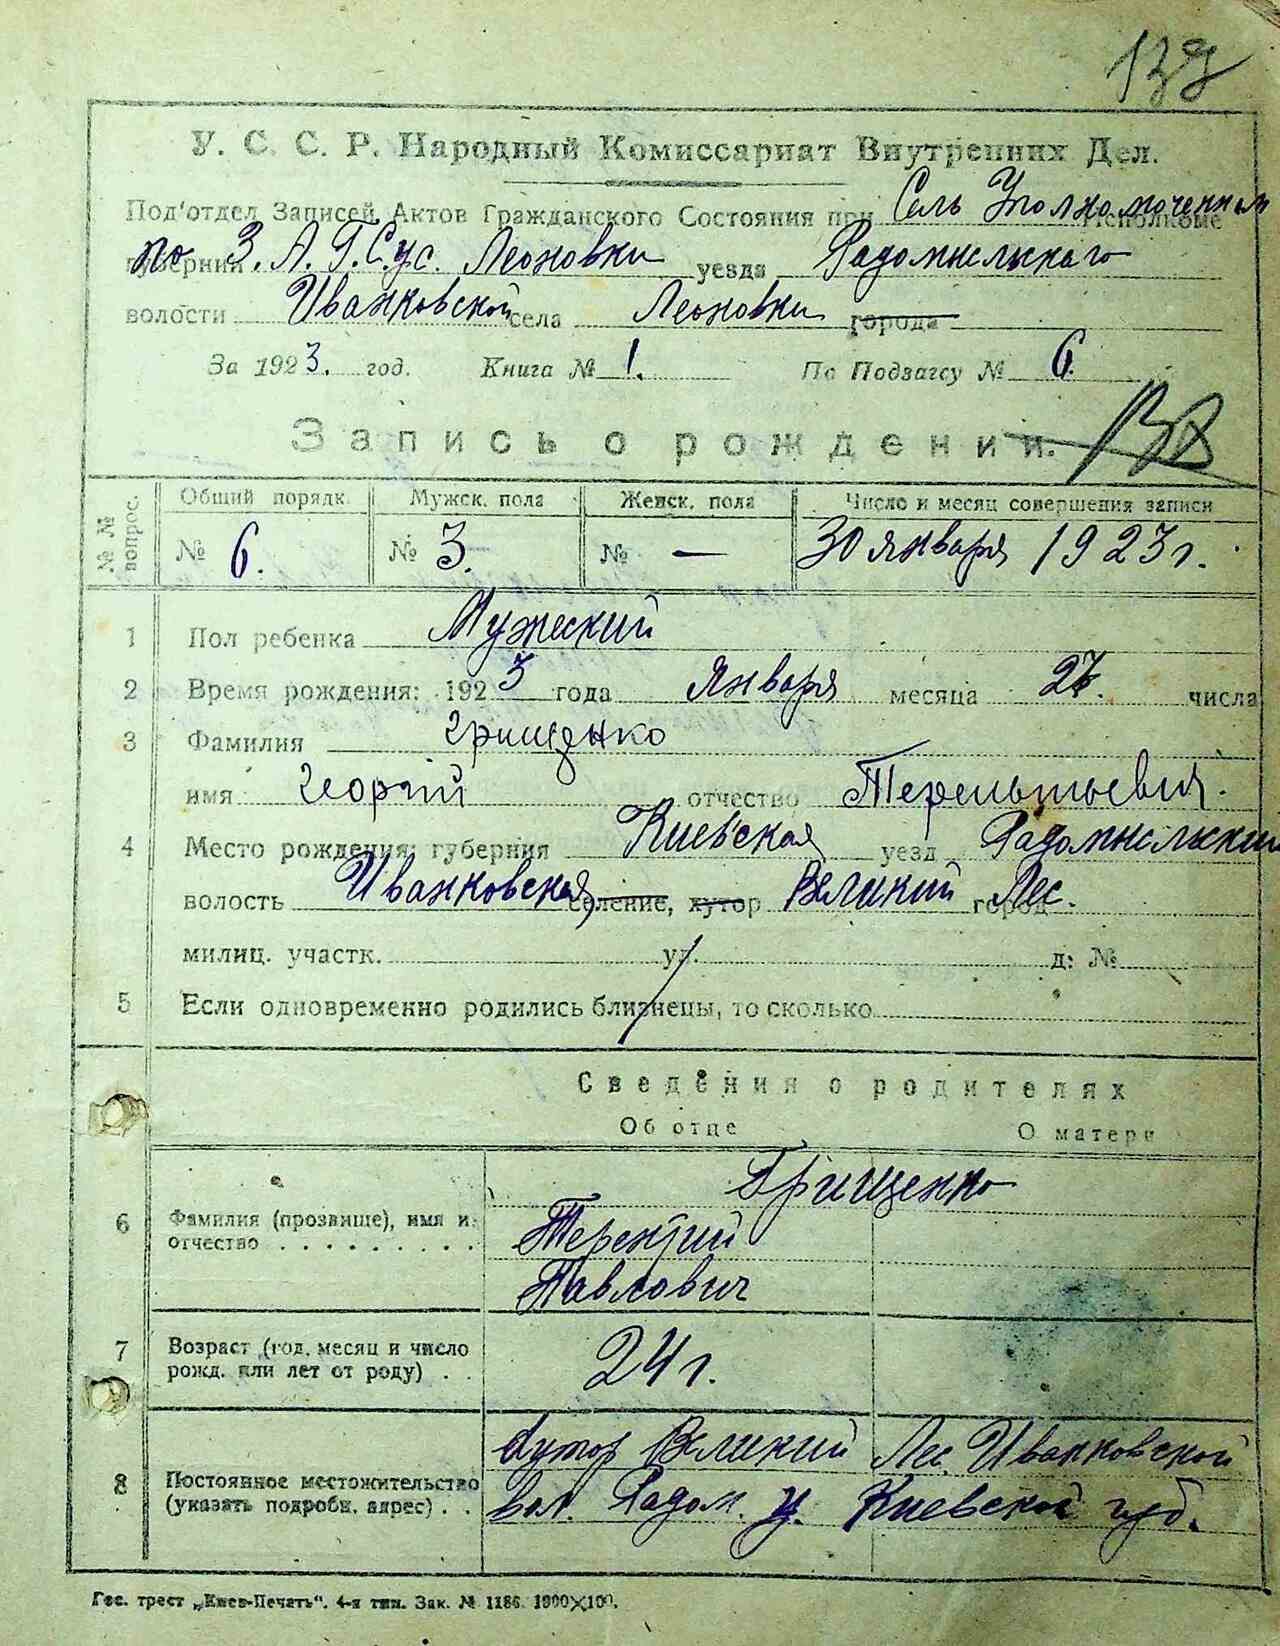 У. С. С. Р. Народный Комиссариат Внутренних Дел.
Под'отдел Записей Актов Гражданского Состояния при Сель Уполномоченным
по З.А.Г.С. ус. Леоновки уезда Радомысльскаго
волости Иванковской села Леоновки города
За 1923. год. Книга № 1. По Подзагсу № 6.
Запись о рождении.
№ № вопрос. Общий порядк. Мужск. пола Женск. пола Число и месяц совершения записи
№ 6. № 3. № — 30 января 1923 г.
1 Пол ребенка Мужеский
2 Время рождения: 1923 года января месяца 27. числа
3 Фамилия Грищенко
имя Георгий отчество Терентьевич.
4 Место рождения: губерния Киевская уезд Радомысльский
волость Иванковская, селение, хутор Великий город Лес.
милиц. участк. ул. д: №
5 Если одновременно родились близнецы, то сколько
Сведения о родителях
Об отце О матери
Грищенко
6 Фамилия (прозвище), имя и Терентий
отчество . . . . . . . . . Павлович
7 Возраст (год, месяц и число 24 г.
рожд. или лет от роду) . .
хутор Великий Лес Иванковской
8 Постоянное местожительство
(указать подробн. адрес) . . вол. Радом. у. Киевской губ.
Гос. трест „Киев-Печать“. 4-я тип. Зак. № 1186. 1000×100.